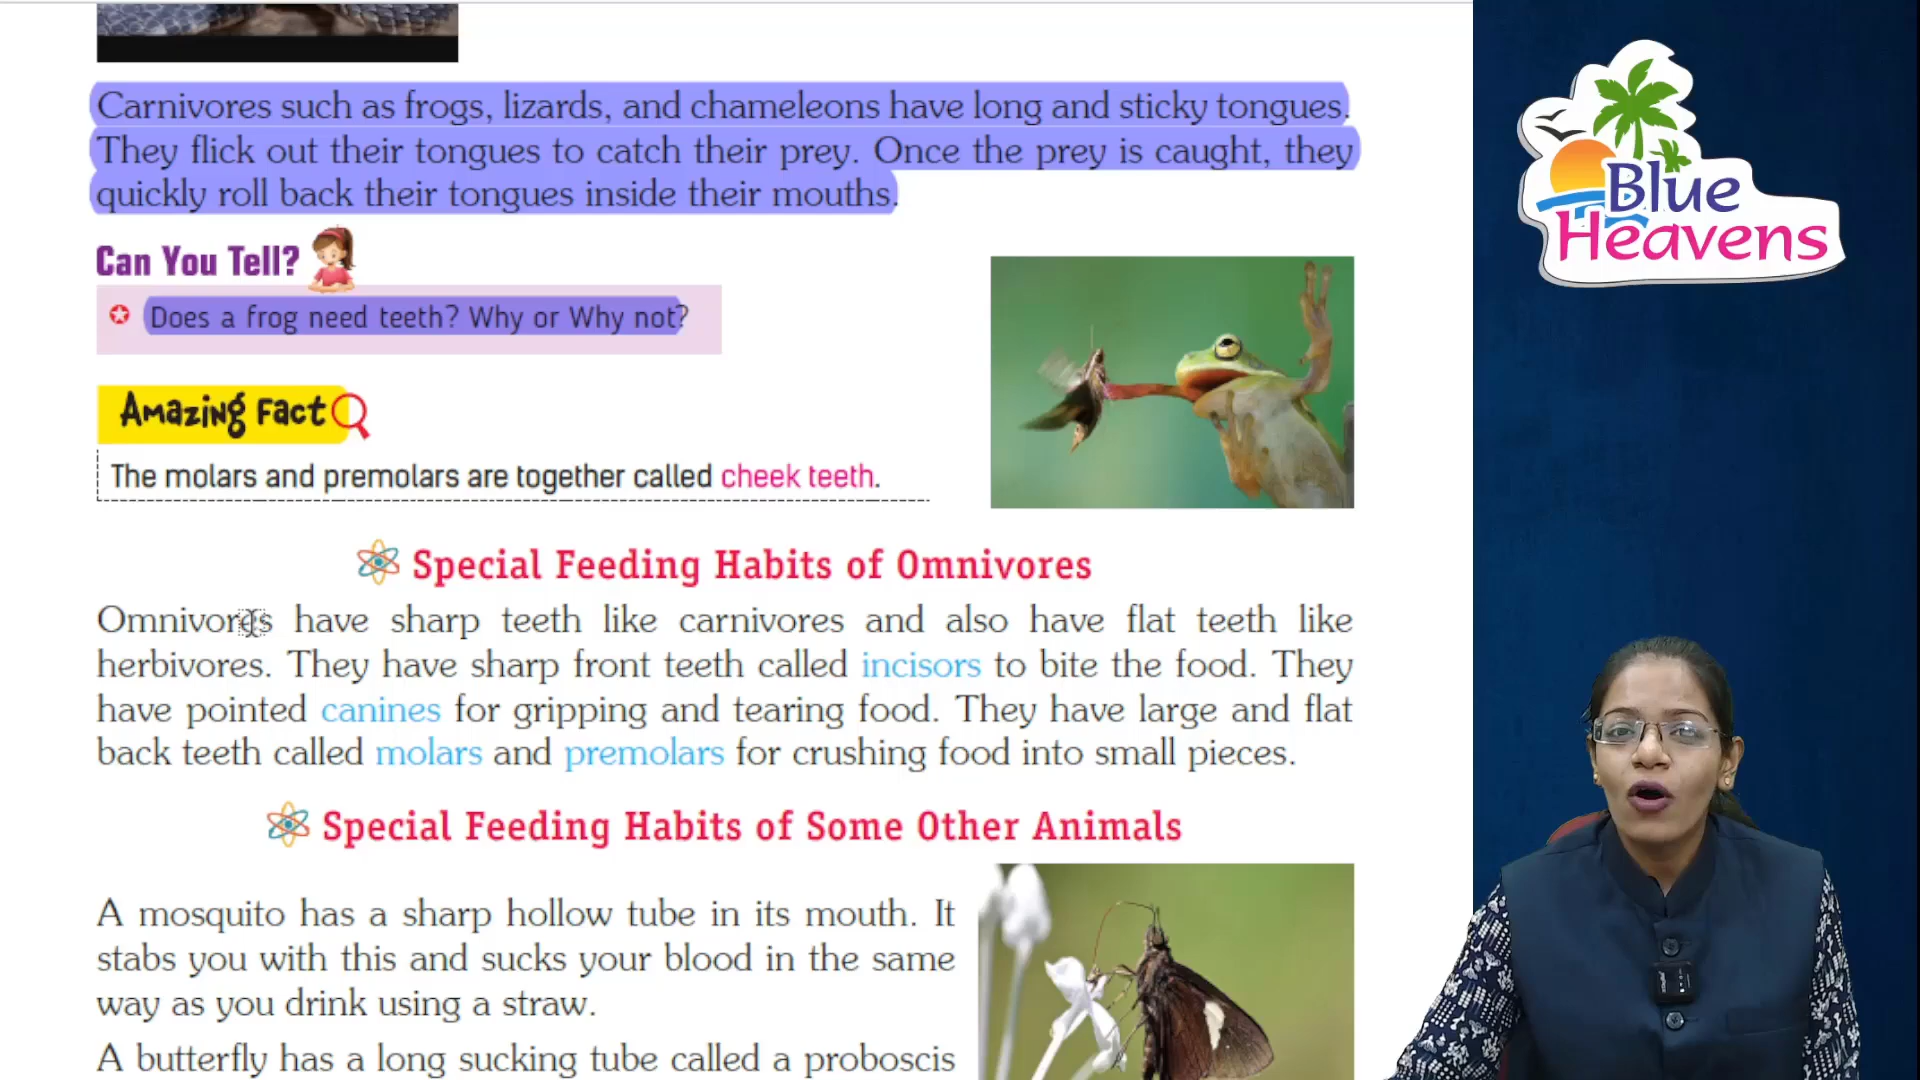 Carnivores such as frogs, lizards, and chameleons have long and sticky tongues.
They flick out their tongues to catch their prey. Once the prey is caught, they
quickly roll back their tongues inside their mouths.
Can You Tell?
Does a frog need teeth? Why or Why not?
Amazing Fact
The molars and premolars are together called cheek teeth.
Special Feeding Habits of Omnivores
Omnivores have sharp teeth like carnivores and also have flat teeth like
herbivores. They have sharp front teeth called incisors to bite the food. They
have pointed canines for gripping and tearing food. They have large and flat
back teeth called molars and premolars for crushing food into small pieces.
Special Feeding Habits of Some Other Animals
A mosquito has a sharp hollow tube in its mouth. It
stabs you with this and sucks your blood in the same
way as you drink using a straw.
A butterfly has a long sucking tube called a proboscis
Blue
Heavens